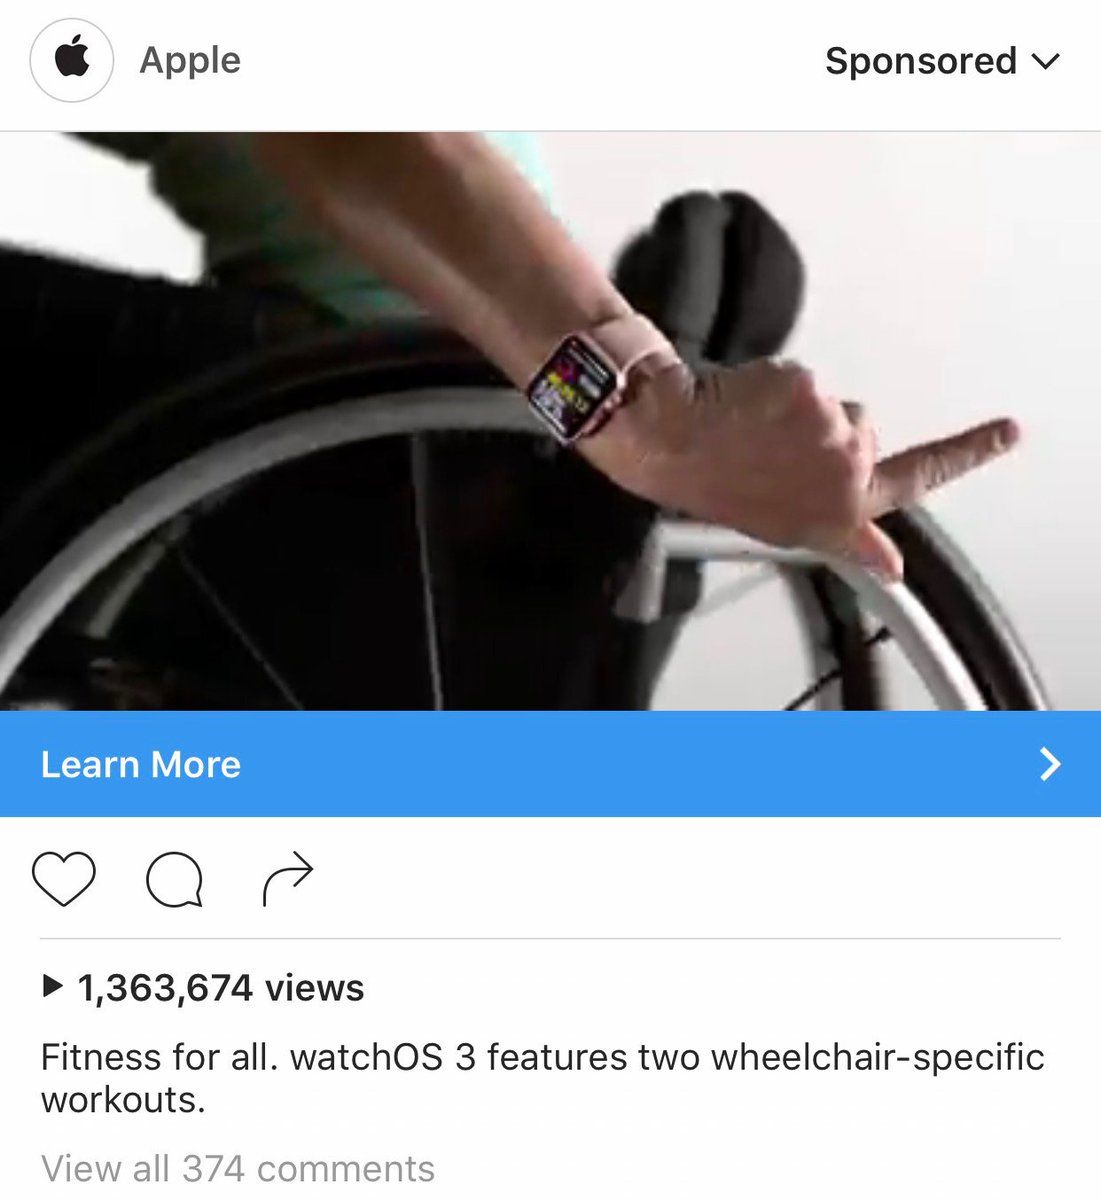 Apple
Sponsored
Learn More
1,363,674 views
Fitness for all. watchOS 3 features two wheelchair-specific
workouts.
View all 374 comments